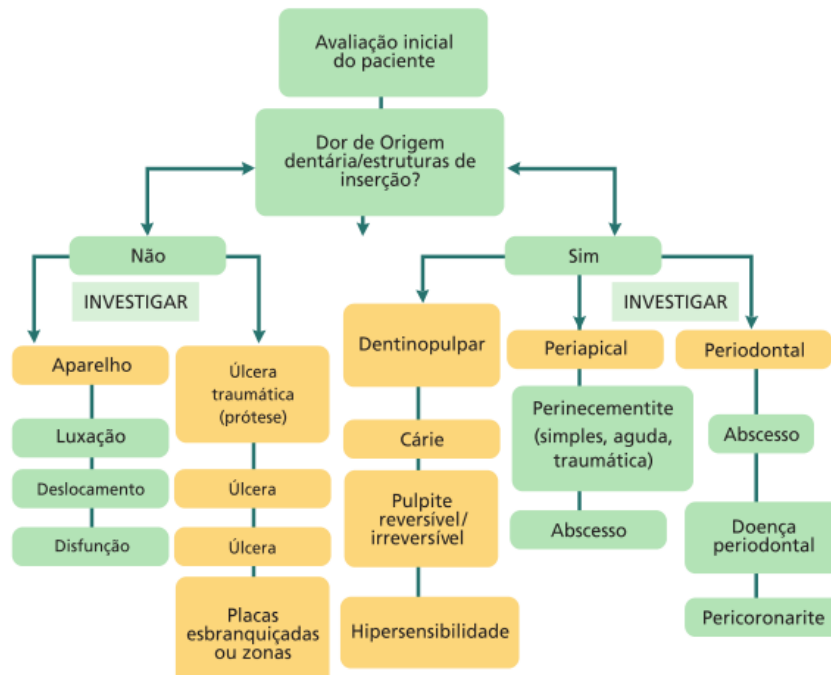 Avaliação inicial
do paciente
Dor de Origem
dentária/estruturas de
inserção?
Não
Sim
INVESTIGAR
INVESTIGAR
Aparelho
Luxação
Deslocamento
Disfunção
Úlcera
traumática
(prótese)
Úlcera
Úlcera
Placas
esbranquiçadas
ou zonas
Dentinopulpar
Cárie
Pulpite
reversível/
irreversível
Hipersensibilidade
Periapical
Perinecementite
(simples, aguda,
traumática)
Abscesso
Periodontal
Abscesso
Doença
periodontal
Pericoronarite